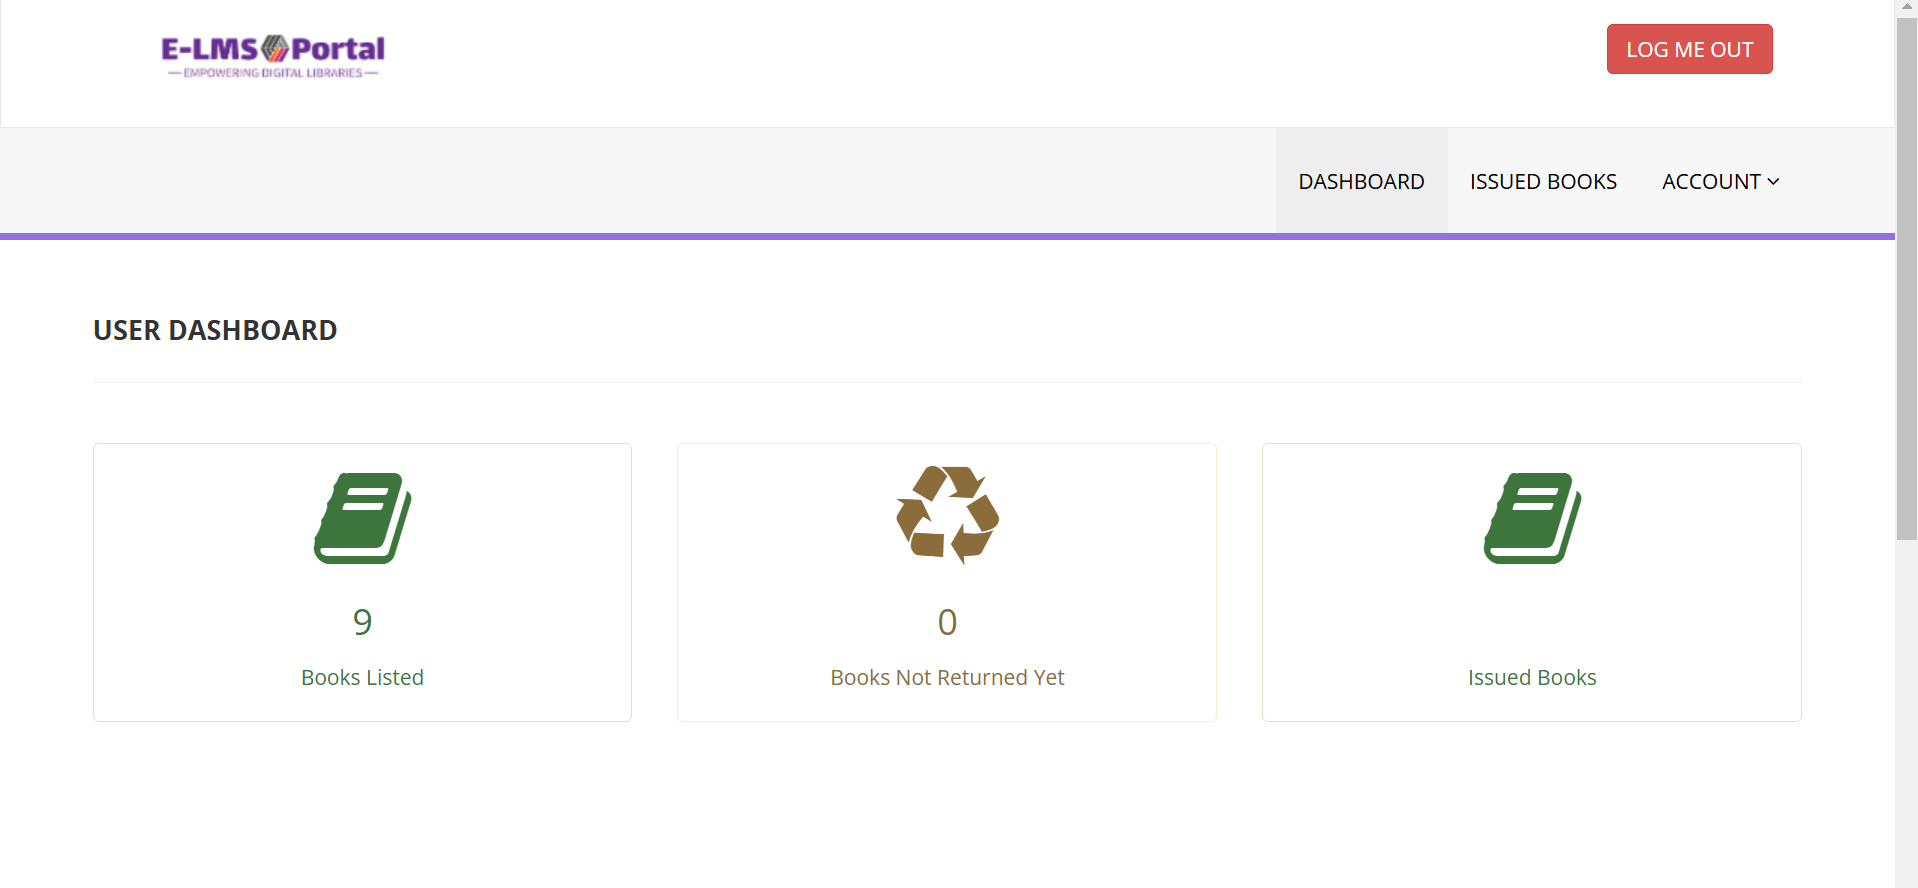 E-LMS Portal
EMPOWERING DIGITAL LIBRARIES
LOG ME OUT
DASHBOARD
ISSUED BOOKS
ACCOUNT
USER DASHBOARD
9
Books Listed
0
Books Not Returned Yet
Issued Books